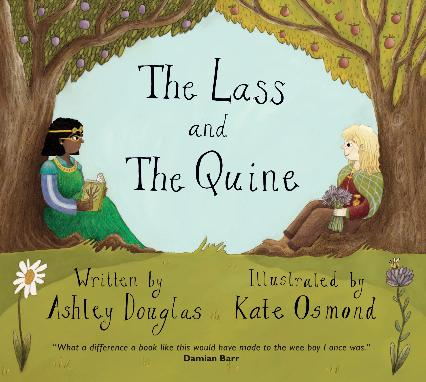 The Lass
and
The Quine
Written by
Ashley Douglas
Illustrated by
Kate Osmond
"What a difference a book like this would have made to the wee boy I once was."
Damian Barr